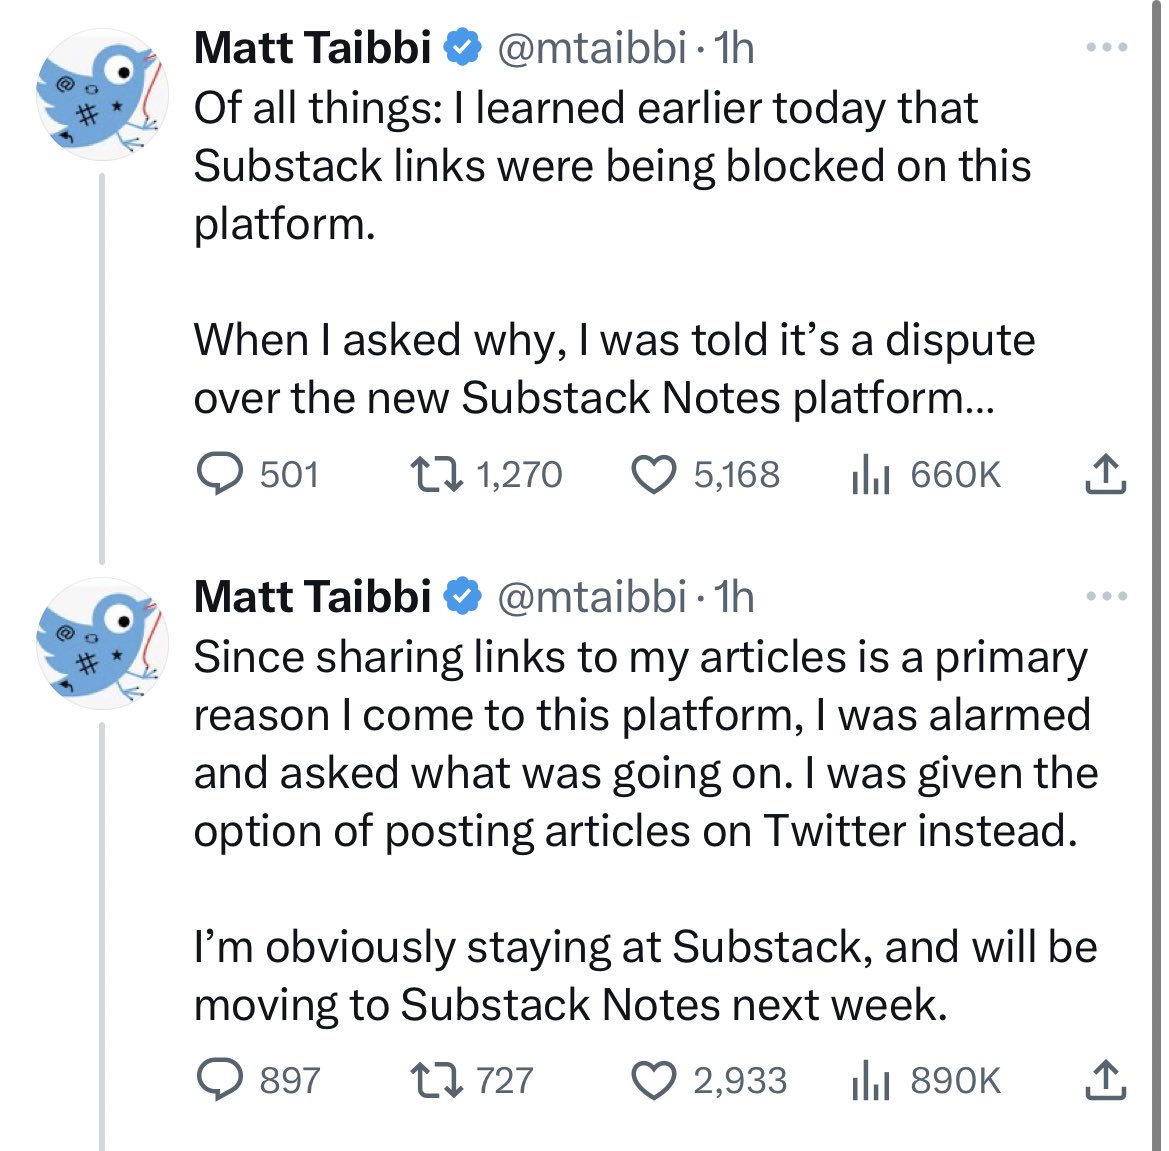 Matt Taibbi @mtaibbi · 1h
Of all things: I learned earlier today that
Substack links were being blocked on this
platform.
When I asked why, I was told it’s a dispute
over the new Substack Notes platform...
501 1,270 5,168 660K
Matt Taibbi @mtaibbi · 1h
Since sharing links to my articles is a primary
reason I come to this platform, I was alarmed
and asked what was going on. I was given the
option of posting articles on Twitter instead.
I’m obviously staying at Substack, and will be
moving to Substack Notes next week.
897 727 2,933 890K